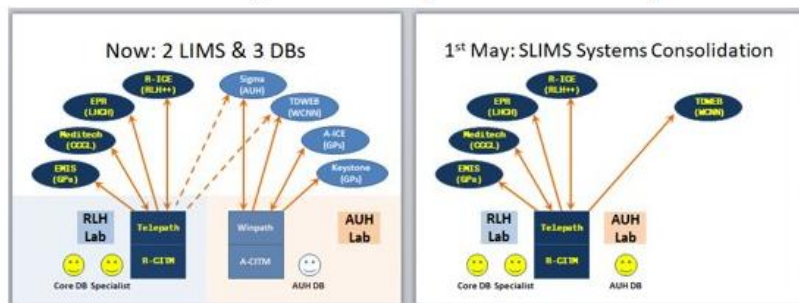 Now: 2 LIMS & 3 DBs
R-ICE
(RLH++)
EPR
(LHCH)
Meditech
(CCGL)
EMIS
(GPs)
Sigma
(AUH)
TDWEB
(WCNN)
A-ICE
(GPs)
Keystone
(GPs)
RLH
Lab
Telepath
R-CITM
Winpath
A-CITM
AUH
Lab
Core DB Specialist
AUH DB
1st May: SLIMS Systems Consolidation
R-ICE
(RLH++)
EPR
(LHCH)
Meditech
(CCGL)
EMIS
(GPs)
TDWEB
(WCNN)
RLH
Lab
Telepath
R-CITM
AUH
Lab
Core DB Specialist
AUH DB